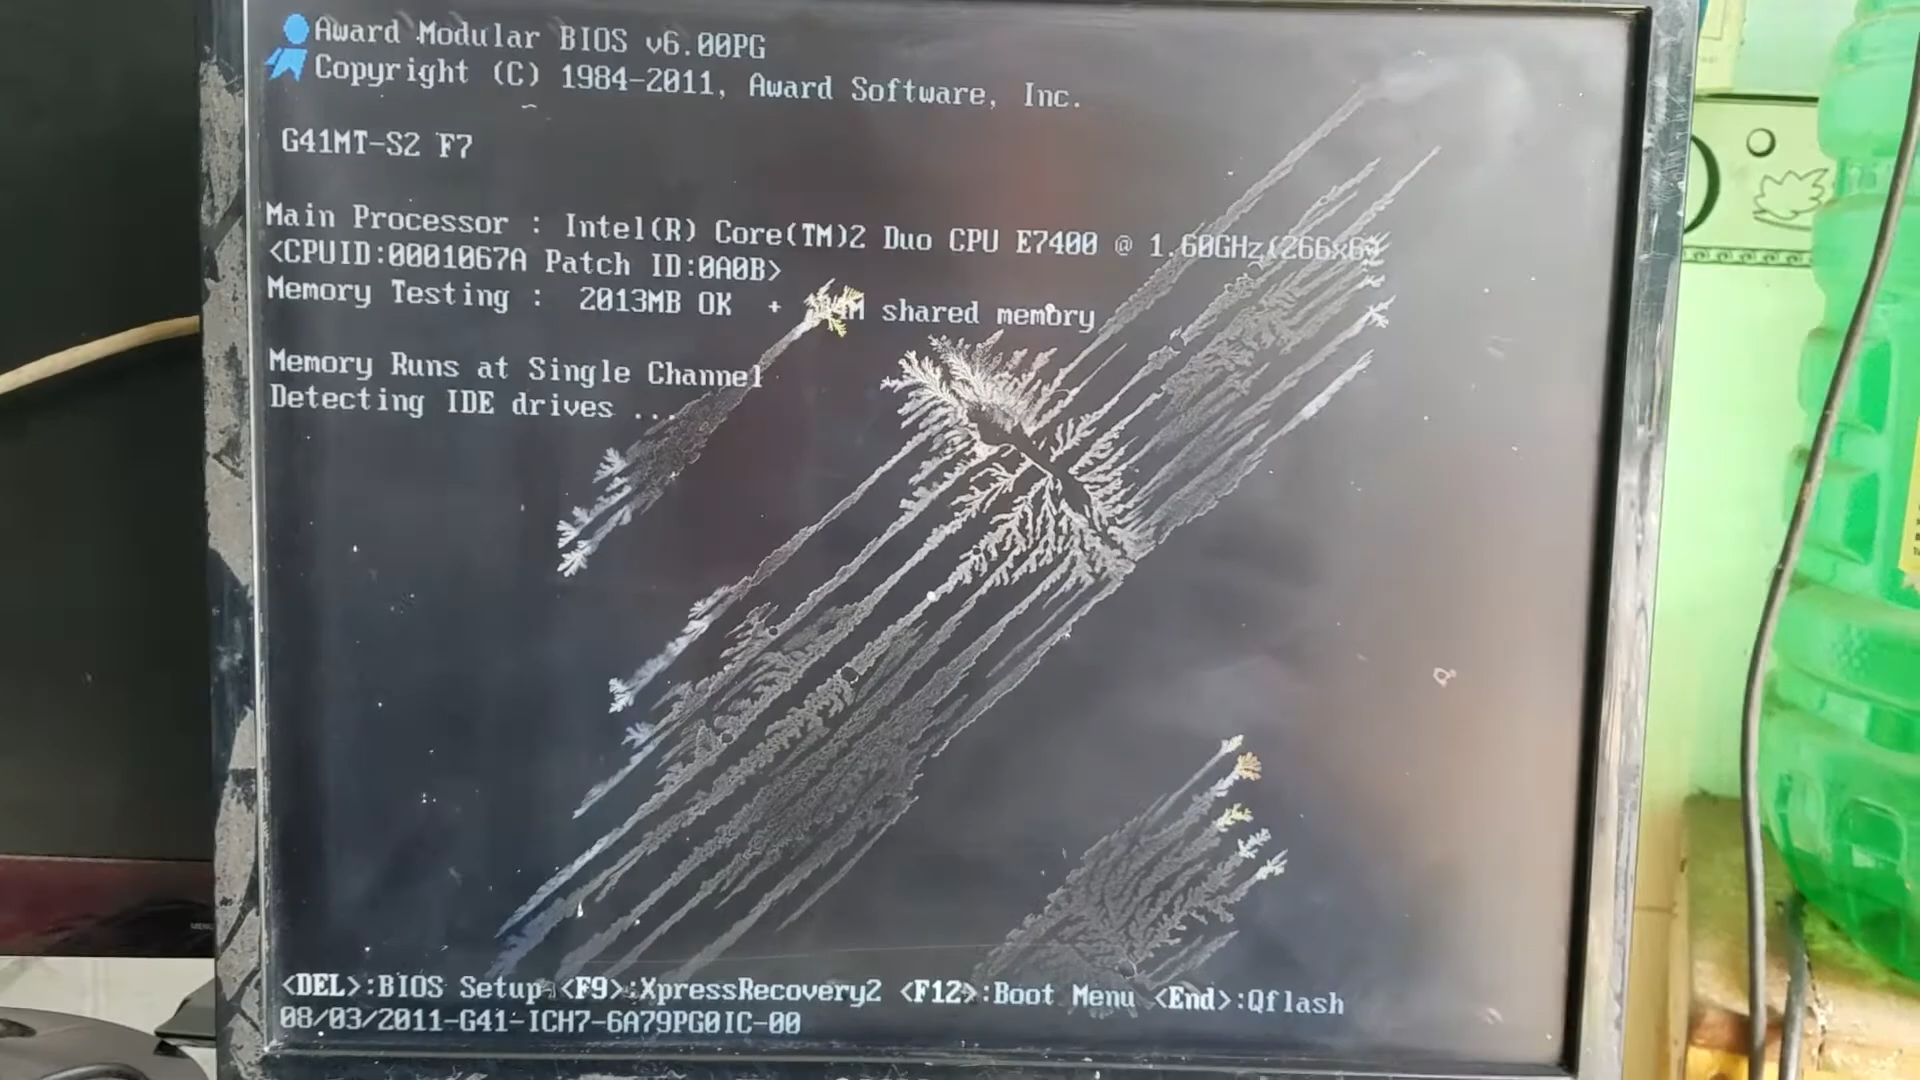 Award Modular BIOS v6.00PG
Copyright (C) 1984-2011, Award Software, Inc.
G41MT-S2 F7
Main Processor : Intel(R) Core(TM)2 Duo CPU E7400 @ 1.60GHz(266x6)
<CPUID:0001067A Patch ID:0A0B>
Memory Testing : 2013MB OK + shared memory
Memory Runs at Single Channel
Detecting IDE drives ...
<DEL>:BIOS Setup <F9>:XpressRecovery2 <F12>:Boot Menu <End>:Qflash
08/03/2011-G41-ICH7-6A79PG0IC-00
MENU